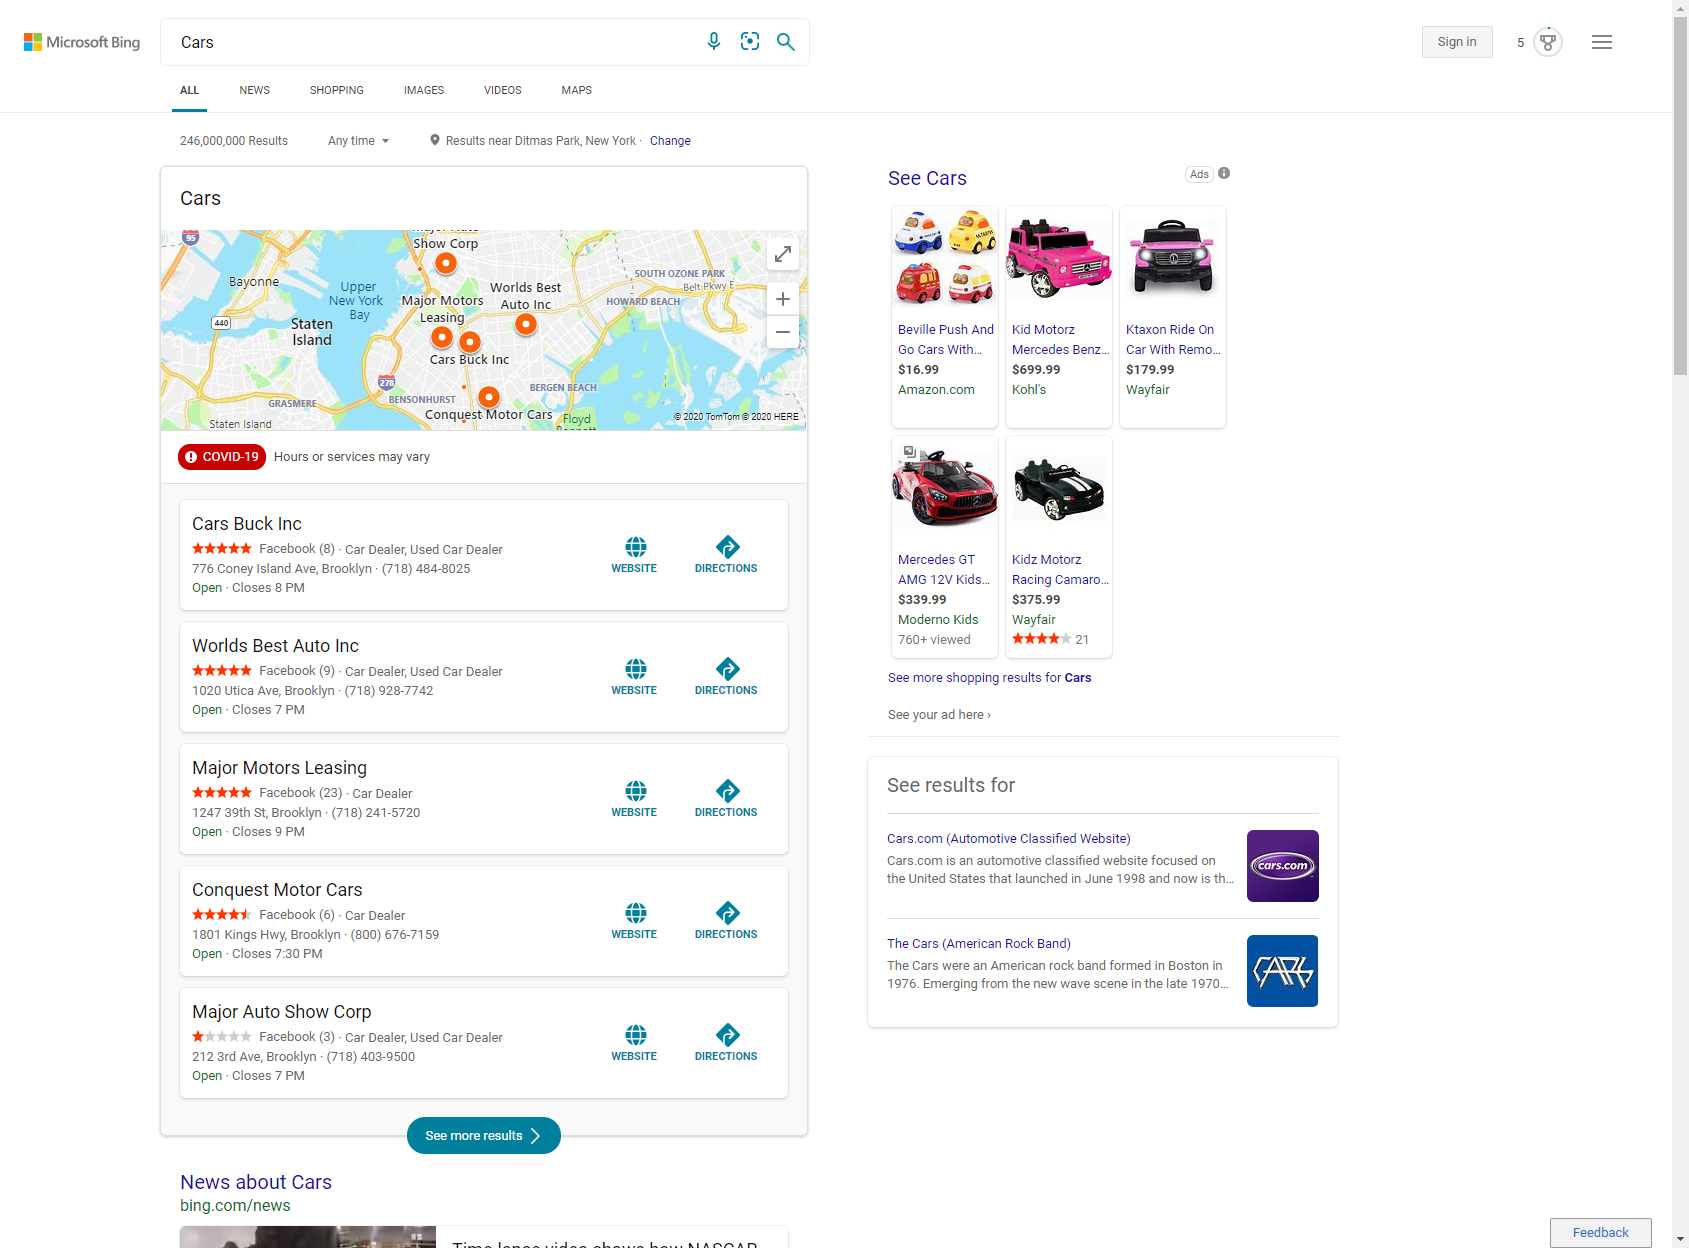 Microsoft Bing
Cars
Sign in
5
ALL
NEWS
SHOPPING
IMAGES
VIDEOS
MAPS
246,000,000 Results
Any time
Results near Ditmas Park, New York · Change
Cars
95
Show Corp
Bayonne
Upper
New York
Bay
440
Staten
Island
Major Motors
Leasing
Worlds Best
Auto Inc
SOUTH OZONE PARK
Belt Pkwy E
HOWARD BEACH
Cars Buck Inc
278
BENSONHURST
BERGEN BEACH
GRASMERE
Conquest Motor Cars
Floyd
Staten Island
© 2020 TomTom © 2020 HERE
COVID-19 Hours or services may vary
Cars Buck Inc
Facebook (8) · Car Dealer, Used Car Dealer
776 Coney Island Ave, Brooklyn · (718) 484-8025
Open · Closes 8 PM
WEBSITE
DIRECTIONS
Worlds Best Auto Inc
Facebook (9) · Car Dealer, Used Car Dealer
1020 Utica Ave, Brooklyn · (718) 928-7742
Open · Closes 7 PM
WEBSITE
DIRECTIONS
Major Motors Leasing
Facebook (23) · Car Dealer
1247 39th St, Brooklyn · (718) 241-5720
Open · Closes 9 PM
WEBSITE
DIRECTIONS
Conquest Motor Cars
Facebook (6) · Car Dealer
1801 Kings Hwy, Brooklyn · (800) 676-7159
Open · Closes 7:30 PM
WEBSITE
DIRECTIONS
Major Auto Show Corp
Facebook (3) · Car Dealer, Used Car Dealer
212 3rd Ave, Brooklyn · (718) 403-9500
Open · Closes 7 PM
WEBSITE
DIRECTIONS
See more results
News about Cars
bing.com/news
Time lapse video shows how NASCAR
See Cars
Ads
Beville Push And
Go Cars With...
$16.99
Amazon.com
Kid Motorz
Mercedes Benz...
$699.99
Kohl's
Ktaxon Ride On
Car With Remo...
$179.99
Wayfair
Mercedes GT
AMG 12V Kids...
$339.99
Moderno Kids
760+ viewed
Kidz Motorz
Racing Camaro...
$375.99
Wayfair
21
See more shopping results for Cars
See your ad here ›
See results for
Cars.com (Automotive Classified Website)
Cars.com is an automotive classified website focused on
the United States that launched in June 1998 and now is th...
cars.com
The Cars (American Rock Band)
The Cars were an American rock band formed in Boston in
1976. Emerging from the new wave scene in the late 1970...
CARS
Feedback